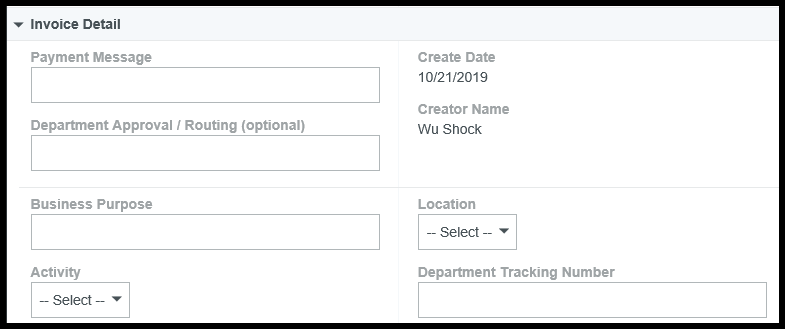 Invoice Detail
Payment Message
Create Date
10/21/2019
Department Approval / Routing (optional)
Creator Name
Wu Shock
Business Purpose
Location
-- Select --
Activity
-- Select --
Department Tracking Number